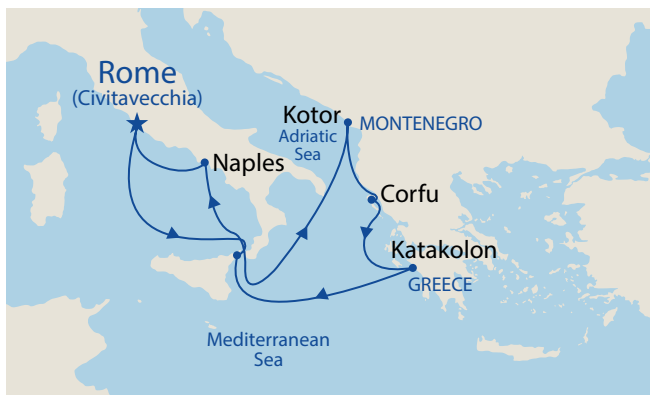 Rome
(Civitavecchia)
Kotor
MONTENEGRO
Adriatic
Sea
Naples
Corfu
Katakolon
GREECE
Mediterranean
Sea